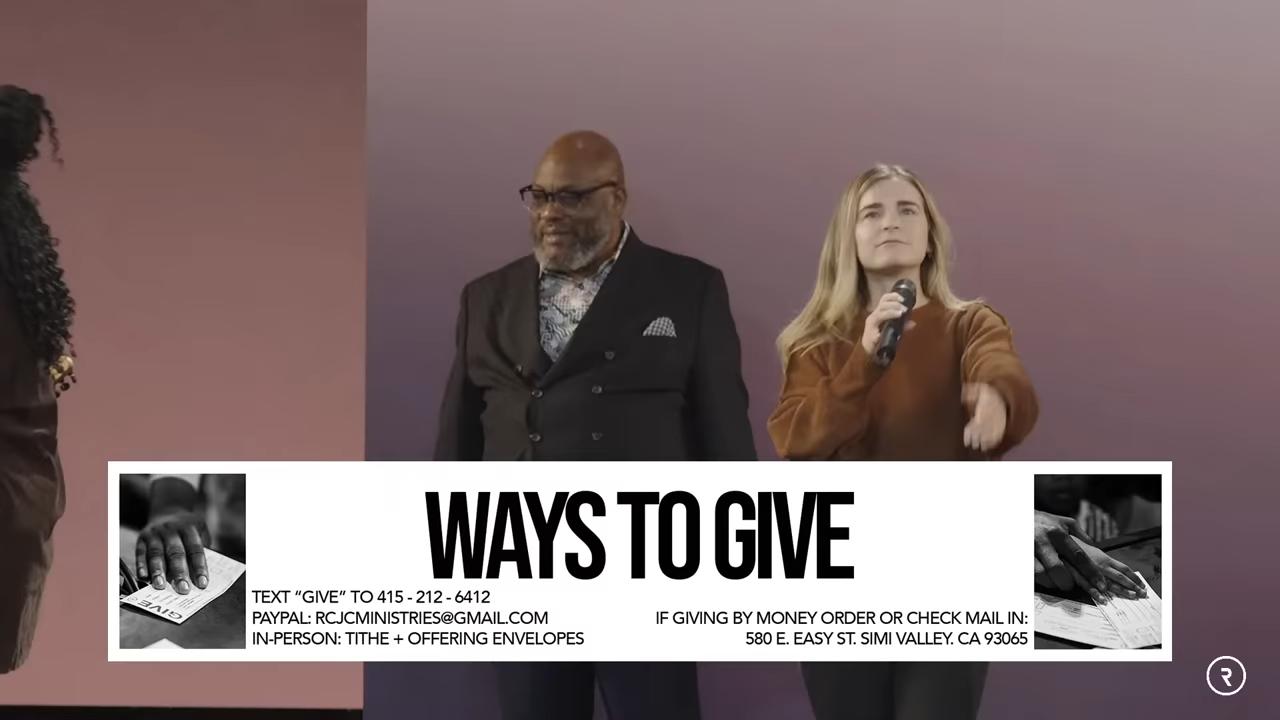 WAYS TO GIVE
TEXT “GIVE” TO 415 - 212 - 6412
PAYPAL: RCJCMINISTRIES@GMAIL.COM
IN-PERSON: TITHE + OFFERING ENVELOPES
IF GIVING BY MONEY ORDER OR CHECK MAIL IN:
580 E. EASY ST. SIMI VALLEY. CA 93065
GIVE
R